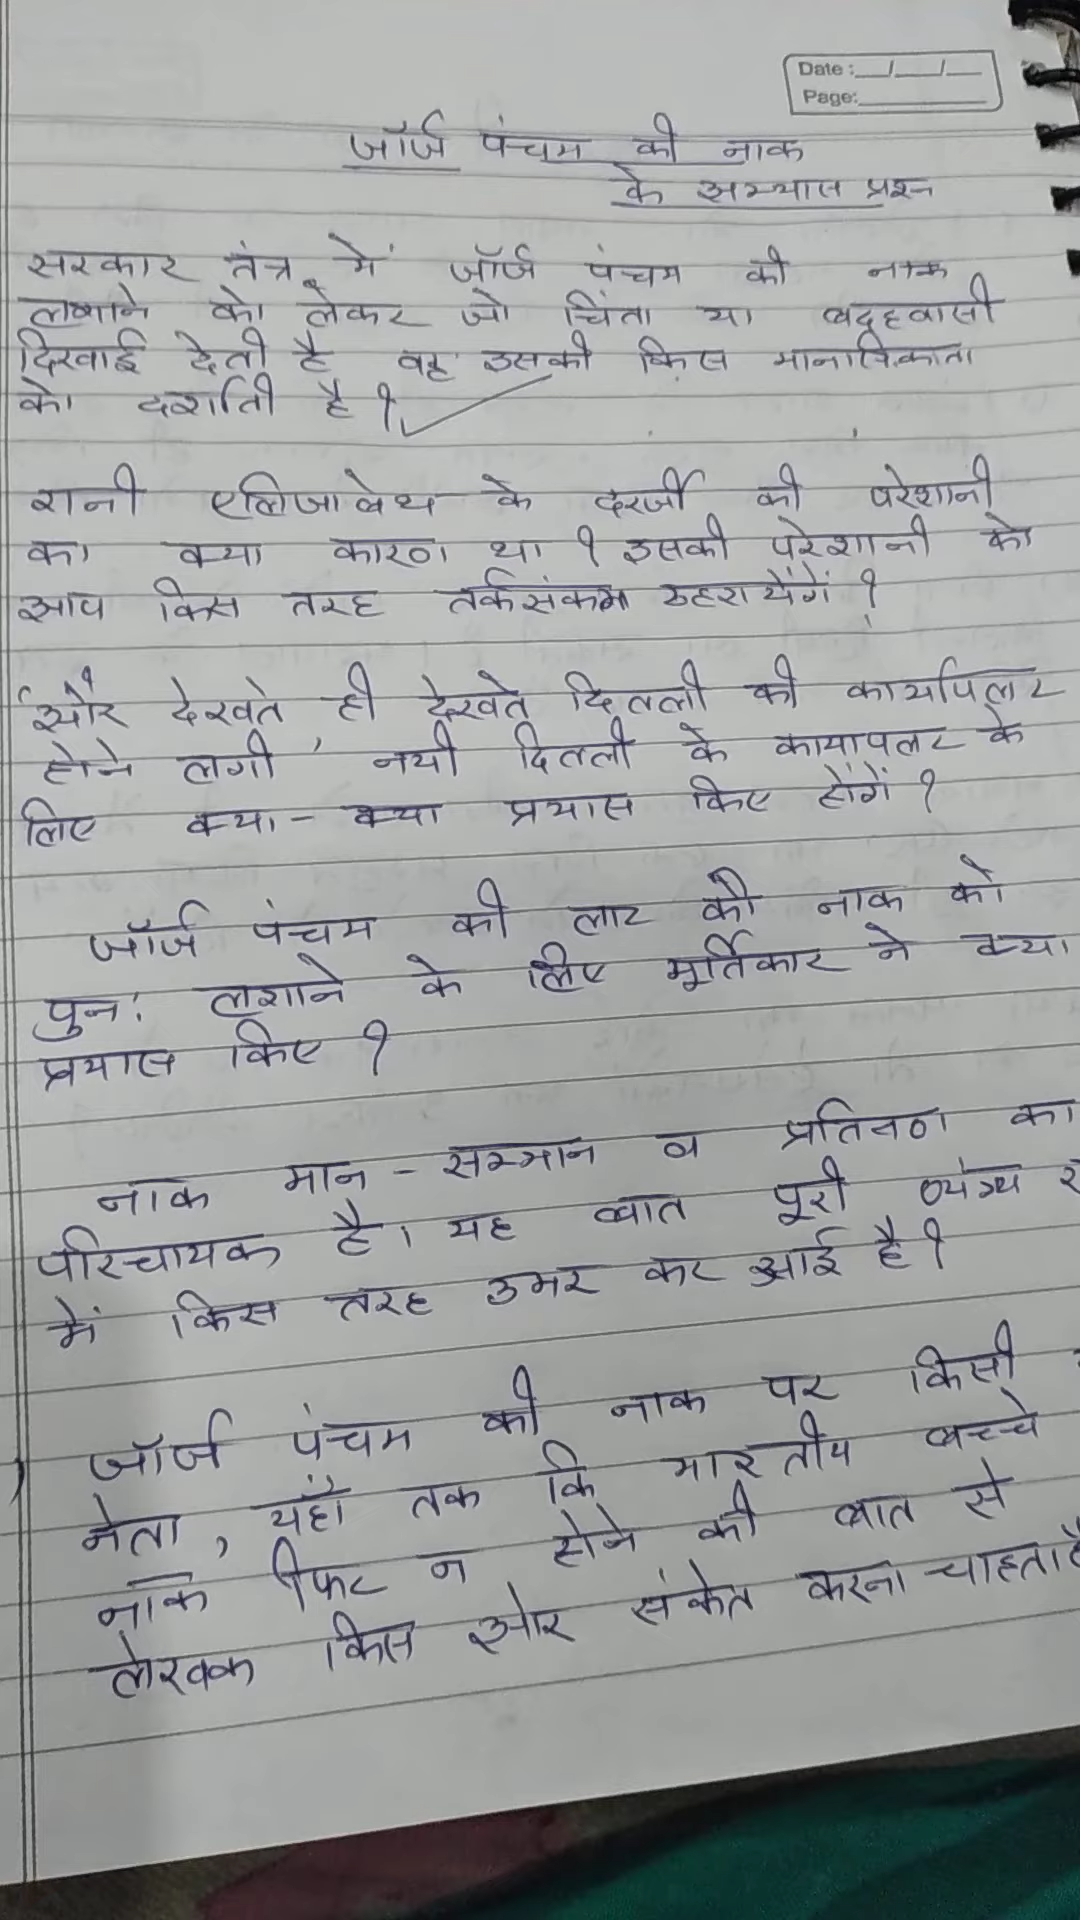 Date: __/__/__
Page: ______
जॉर्ज पंचम की नाक
के अभ्यास प्रश्न
सरकार तंत्र में जॉर्ज पंचम की नाक
लगाने को लेकर जो चिंता या बदहवासी
दिखाई देती है वह उसकी किस मानसिकता
को दर्शाती है ?
रानी एलिजाबेथ के दरर्जी की परेशानी
का क्या कारण था ? उसकी परेशानी को
आप किस तरह तर्कसंकत ठहरायेंगें ?
'और देखते ही देखते दिल्ली की कार्यापलट
होने लगी' नयी दिल्ली के कायापलट के
लिए क्या - क्या प्रयास किए होंगें ?
जॉर्ज पंचम की लाट की नाक को
पुन: लगाने के लिए मूर्तिकार ने क्या
प्रयास किए ?
नाक मान - सम्मान व प्रतिष्ठा का
परिचायक है। यह बात पूरी व्यंग्य
में किस तरह उभर कर आई है ?
जॉर्ज पंचम की नाक पर किसी
नेता, यहाँ तक कि भारतीय बच्चे
नाक फिट न होने की बात से
लेखक किस ओर संकेत करना चाहता है